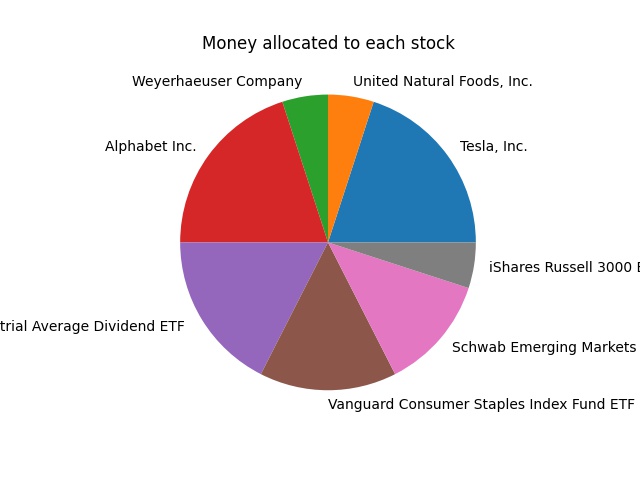 Money allocated to each stock
Weyerhaeuser Company
United Natural Foods, Inc.
Alphabet Inc.
Tesla, Inc.
iShares Russell 3000
Average Dividend ETF
Schwab Emerging Markets
Vanguard Consumer Staples Index Fund ETF